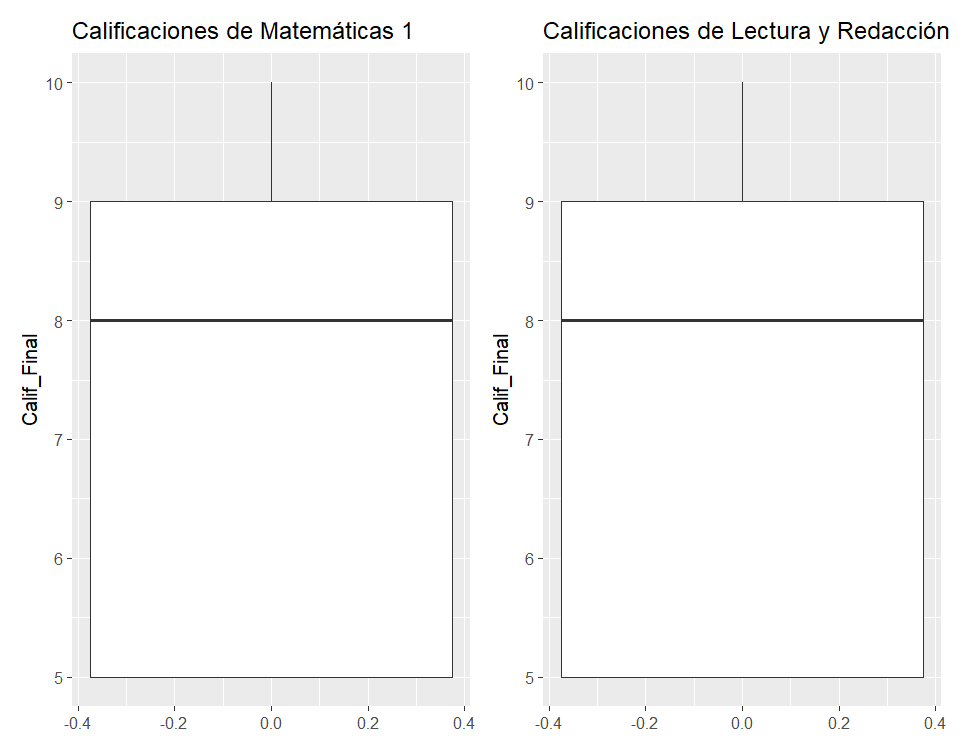 Calificaciones de Matemáticas 1
Calif_Final
10
9
8
7
6
5
-0.4 -0.2 0.0 0.2 0.4
Calificaciones de Lectura y Redacción
Calif_Final
10
9
8
7
6
5
-0.4 -0.2 0.0 0.2 0.4